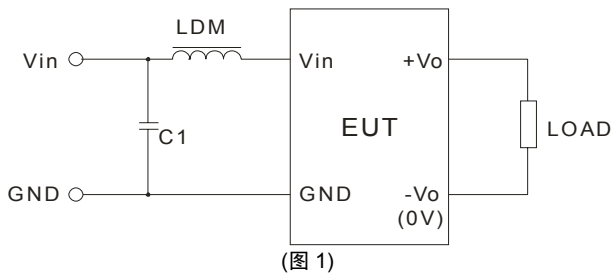 LDM
Vin
Vin
+Vo
C1
EUT
LOAD
GND
GND
-Vo
(0V)
(图 1)